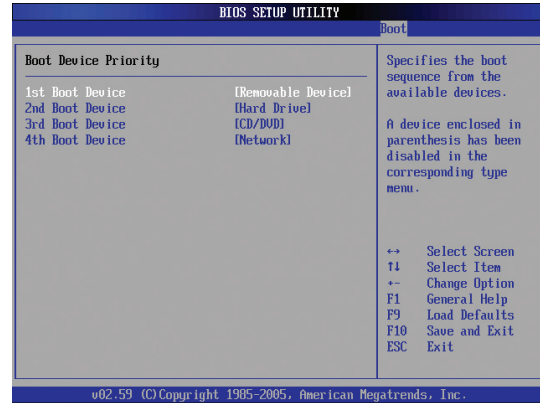 BIOS SETUP UTILITY
Boot
Boot Device Priority
1st Boot Device [Removable Device]
2nd Boot Device [Hard Drive]
3rd Boot Device [CD/DVD]
4th Boot Device [Network]
Specifies the boot
sequence from the
available devices.
A device enclosed in
parenthesis has been
disabled in the
corresponding type
menu.
↔ Select Screen
↑↓ Select Item
+- Change Option
F1 General Help
F9 Load Defaults
F10 Save and Exit
ESC Exit
v02.59 (C)Copyright 1985-2005, American Megatrends, Inc.